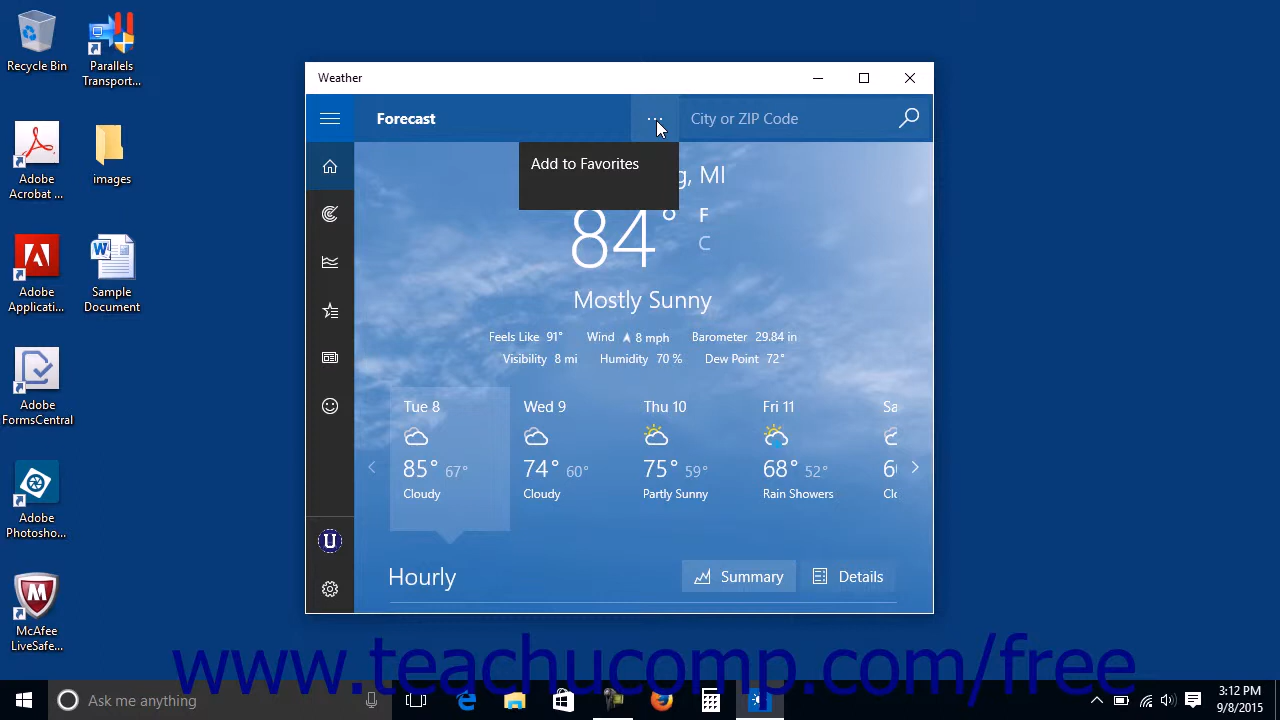 Recycle Bin
Parallels
Transport...
Adobe
Acrobat ...
images
Adobe
Applicati...
Sample
Document
Adobe
FormsCentral
Adobe
Photosho...
McAfee
LiveSafe...
Weather
Forecast
...
City or ZIP Code
Add to Favorites
g, MI
84°
F
C
Mostly Sunny
Feels Like 91° Wind 8 mph Barometer 29.84 in
Visibility 8 mi Humidity 70 % Dew Point 72°
Tue 8
85° 67°
Cloudy
Wed 9
74° 60°
Cloudy
Thu 10
75° 59°
Partly Sunny
Fri 11
68° 52°
Rain Showers
Sa
6
Clo
U
Hourly
Summary
Details
www.teachucomp.com/free
Ask me anything
3:12 PM
9/8/2015